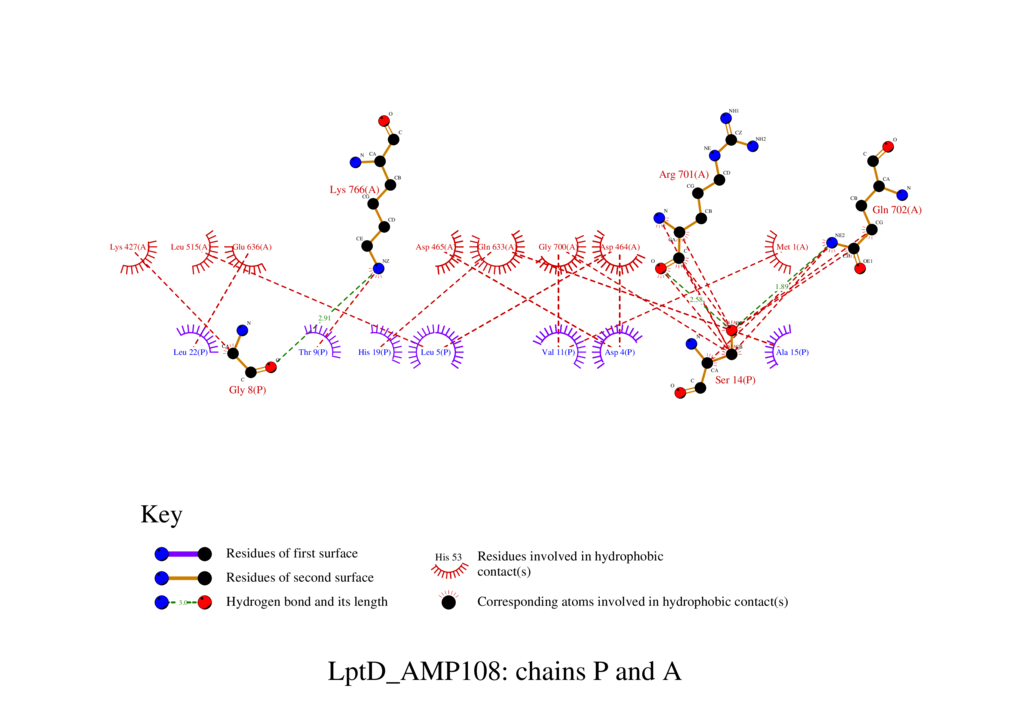 O
C
N
CA
CB
Lys 766(A)
CG
CD
CE
NZ
NH1
CZ
NH2
NE
CD
Arg 701(A)
CG
CB
N
O
O
C
CA
N
CB
Gln 702(A)
CG
NE2
OE1
Lys 427(A)
Leu 515(A)
Glu 636(A)
Asp 465(A)
Gln 633(A)
Gly 700(A)
Asp 464(A)
Met 1(A)
2.91
2.58
1.89
N
Leu 22(P)
C
Gly 8(P)
Thr 9(P)
His 19(P)
Leu 5(P)
Val 11(P)
Asp 4(P)
CA
C
O
Ser 14(P)
Ala 15(P)
Key
Residues of first surface
Residues of second surface
3.0
Hydrogen bond and its length
His 53
Residues involved in hydrophobic
contact(s)
Corresponding atoms involved in hydrophobic contact(s)
LptD_AMP108: chains P and A